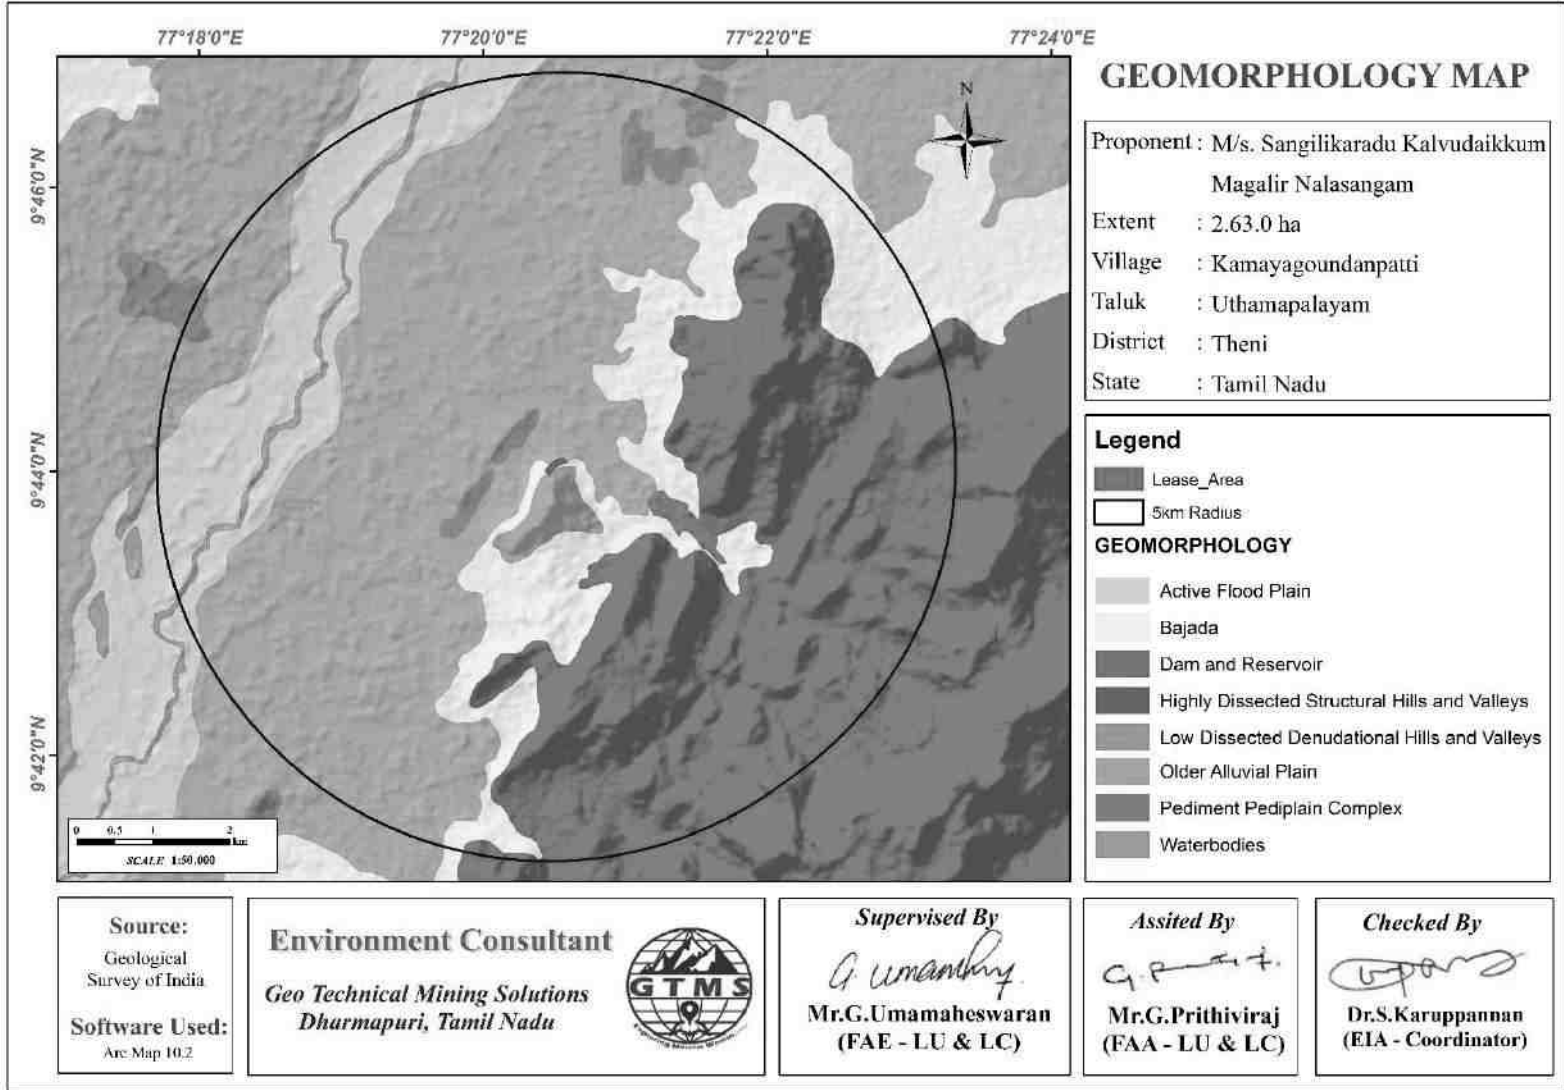 77°18'0"E 77°20'0"E 77°22'0"E 77°24'0"E
9°46'0"N
9°44'0"N
9°42'0"N
N
0 0.5 1 2
km
SCALE 1:50,000
GEOMORPHOLOGY MAP
Proponent : M/s. Sangilikaradu Kalvudaikkum
Magalir Nalasangam
Extent : 2.63.0 ha
Village : Kamayagoundanpatti
Taluk : Uthamapalayam
District : Theni
State : Tamil Nadu
Legend
Lease_Area
5km Radius
GEOMORPHOLOGY
Active Flood Plain
Bajada
Dam and Reservoir
Highly Dissected Structural Hills and Valleys
Low Dissected Denudational Hills and Valleys
Older Alluvial Plain
Pediment Pediplain Complex
Waterbodies
Source:
Geological
Survey of India
Software Used:
Arc Map 10.2
Environment Consultant
Geo Technical Mining Solutions
Dharmapuri, Tamil Nadu
GTMS
Supervised By
G. Umamhy
Mr.G.Umamaheswaran
(FAE - LU & LC)
Assited By
Mr.G.Prithiviraj
(FAA - LU & LC)
Checked By
Dr.S.Karuppannan
(EIA - Coordinator)